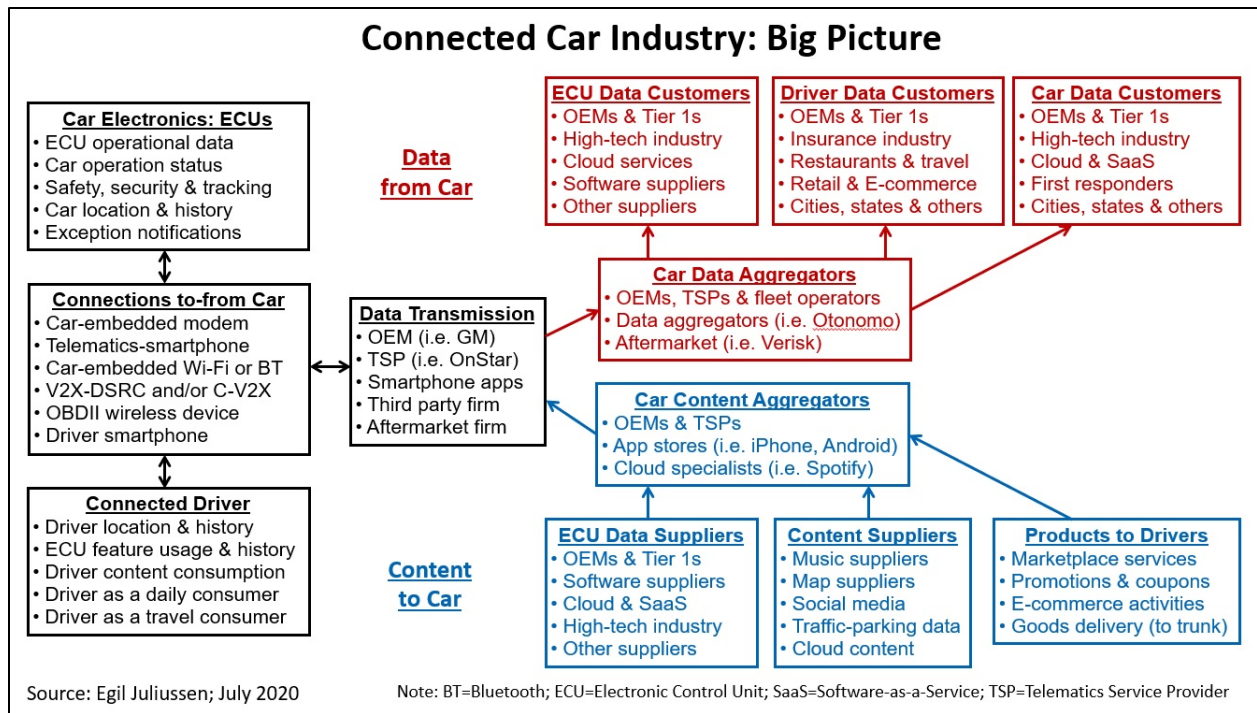 Connected Car Industry: Big Picture
Car Electronics: ECUs
• ECU operational data
• Car operation status
• Safety, security & tracking
• Car location & history
• Exception notifications
Connections to-from Car
• Car-embedded modem
• Telematics-smartphone
• Car-embedded Wi-Fi or BT
• V2X-DSRC and/or C-V2X
• OBDII wireless device
• Driver smartphone
Connected Driver
• Driver location & history
• ECU feature usage & history
• Driver content consumption
• Driver as a daily consumer
• Driver as a travel consumer
Data Transmission
• OEM (i.e. GM)
• TSP (i.e. OnStar)
• Smartphone apps
• Third party firm
• Aftermarket firm
Data
from Car
ECU Data Customers
• OEMs & Tier 1s
• High-tech industry
• Cloud services
• Software suppliers
• Other suppliers
Driver Data Customers
• OEMs & Tier 1s
• Insurance industry
• Restaurants & travel
• Retail & E-commerce
• Cities, states & others
Car Data Customers
• OEMs & Tier 1s
• High-tech industry
• Cloud & SaaS
• First responders
• Cities, states & others
Car Data Aggregators
• OEMs, TSPs & fleet operators
• Data aggregators (i.e. Otonomo)
• Aftermarket (i.e. Verisk)
Car Content Aggregators
• OEMs & TSPs
• App stores (i.e. iPhone, Android)
• Cloud specialists (i.e. Spotify)
Content
to Car
ECU Data Suppliers
• OEMs & Tier 1s
• Software suppliers
• Cloud & SaaS
• High-tech industry
• Other suppliers
Content Suppliers
• Music suppliers
• Map suppliers
• Social media
• Traffic-parking data
• Cloud content
Products to Drivers
• Marketplace services
• Promotions & coupons
• E-commerce activities
• Goods delivery (to trunk)
Source: Egil Juliussen; July 2020
Note: BT=Bluetooth; ECU=Electronic Control Unit; SaaS=Software-as-a-Service; TSP=Telematics Service Provider